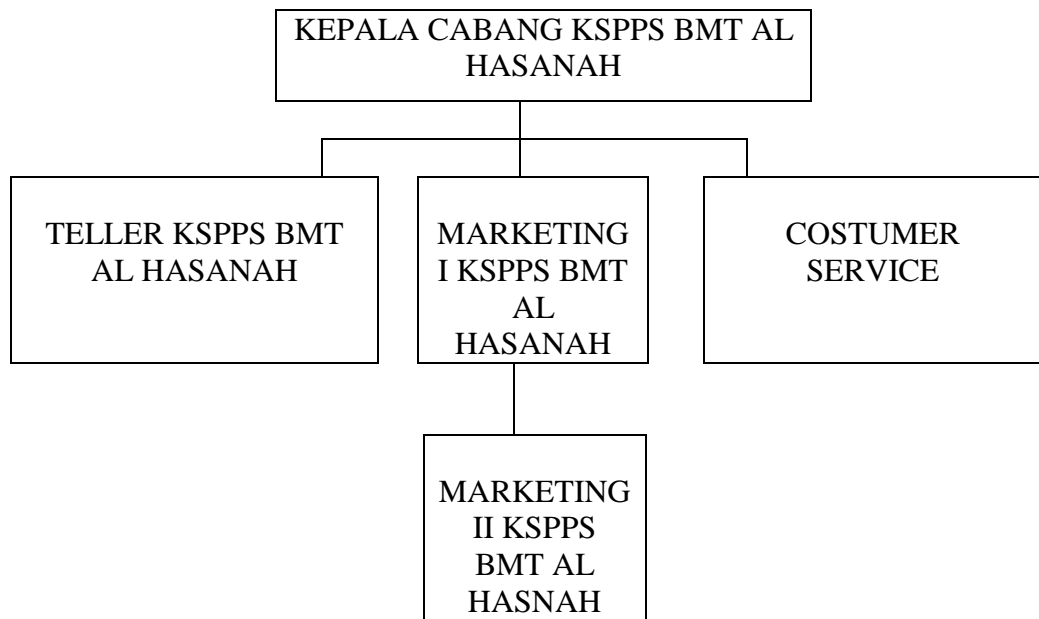 KEPALA CABANG KSPPS BMT AL
HASANAH
TELLER KSPPS BMT
AL HASANAH
MARKETING
I KSPPS BMT
AL
HASANAH
COSTUMER
SERVICE
MARKETING
II KSPPS
BMT AL
HASNAH